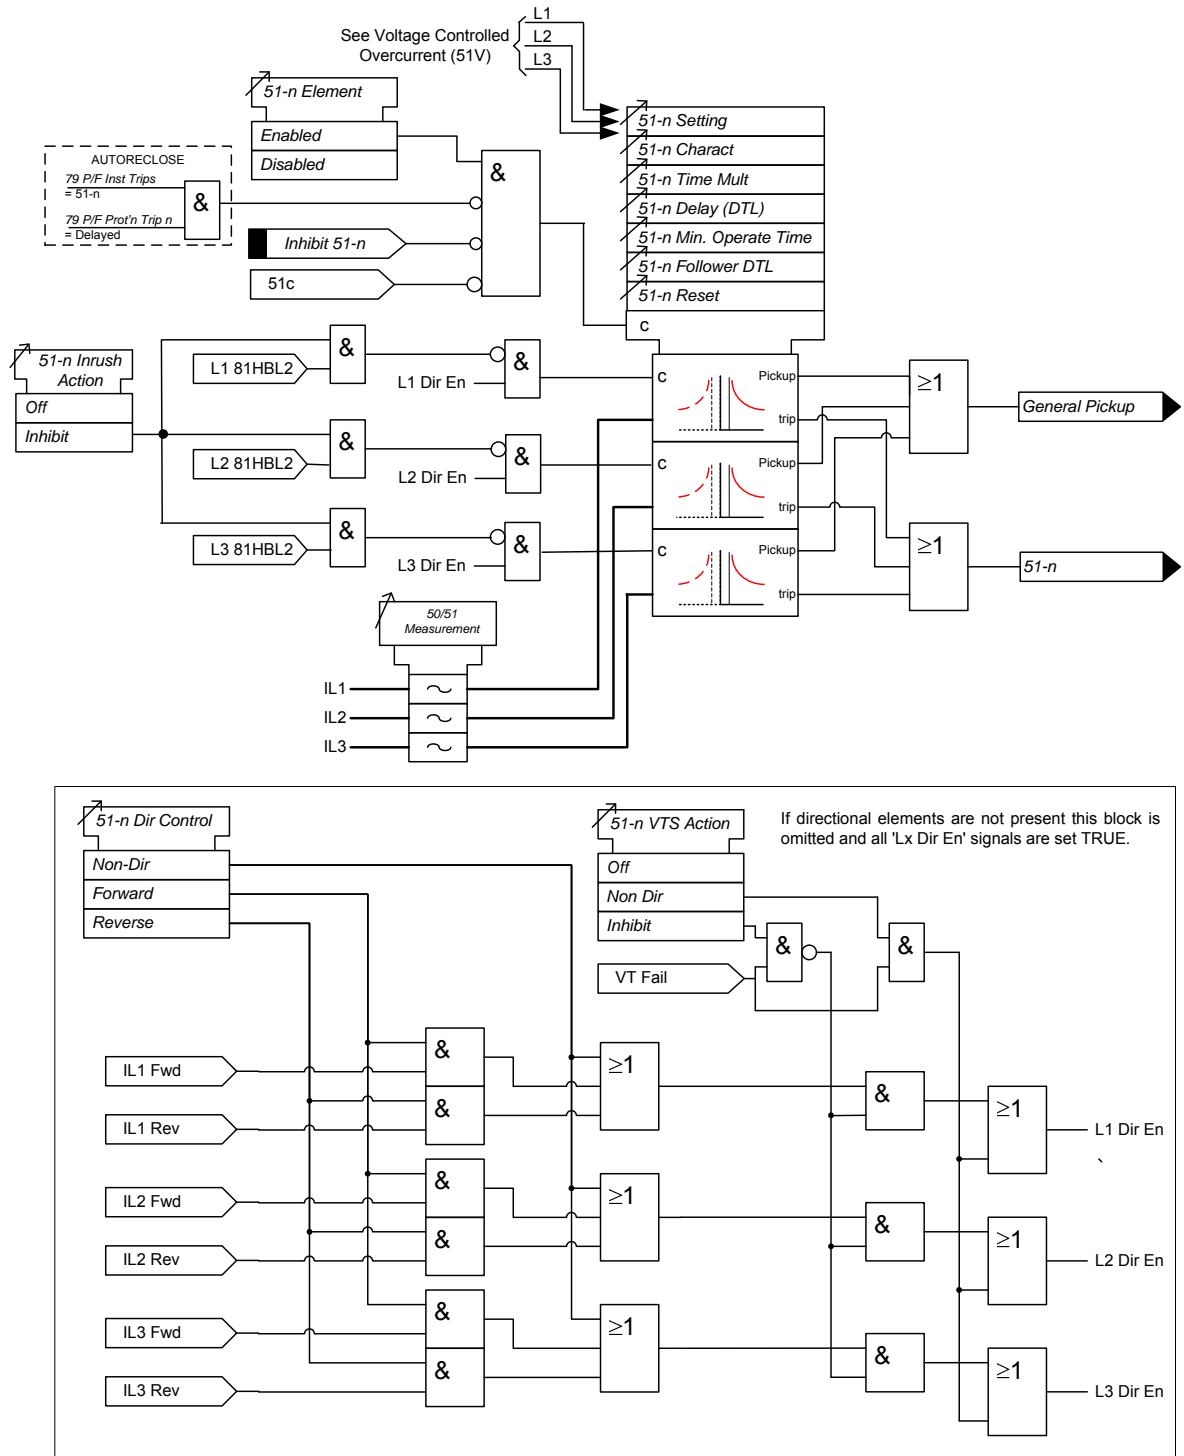 See Voltage Controlled
Overcurrent (51V)
L1
L2
L3
51-n Element
Enabled
Disabled
AUTORECLOSE
79 P/F Inst Trips
= 51-n
79 P/F Prot'n Trip n
= Delayed
&
&
Inhibit 51-n
51c
51-n Setting
51-n Charact
51-n Time Mult
51-n Delay (DTL)
51-n Min. Operate Time
51-n Follower DTL
51-n Reset
c
51-n Inrush
Action
Off
Inhibit
L1 81HBL2
&
L1 Dir En
&
L2 81HBL2
&
L2 Dir En
&
L3 81HBL2
&
L3 Dir En
&
c
Pickup
trip
c
Pickup
trip
c
Pickup
trip
≥1
General Pickup
≥1
51-n
50/51
Measurement
IL1
IL2
IL3
51-n Dir Control
Non-Dir
Forward
Reverse
51-n VTS Action
Off
Non Dir
Inhibit
VT Fail
&
&
If directional elements are not present this block is
omitted and all 'Lx Dir En' signals are set TRUE.
IL1 Fwd
IL1 Rev
&
&
≥1
&
≥1
L1 Dir En
IL2 Fwd
IL2 Rev
&
&
≥1
&
≥1
L2 Dir En
IL3 Fwd
IL3 Rev
&
&
≥1
&
≥1
L3 Dir En